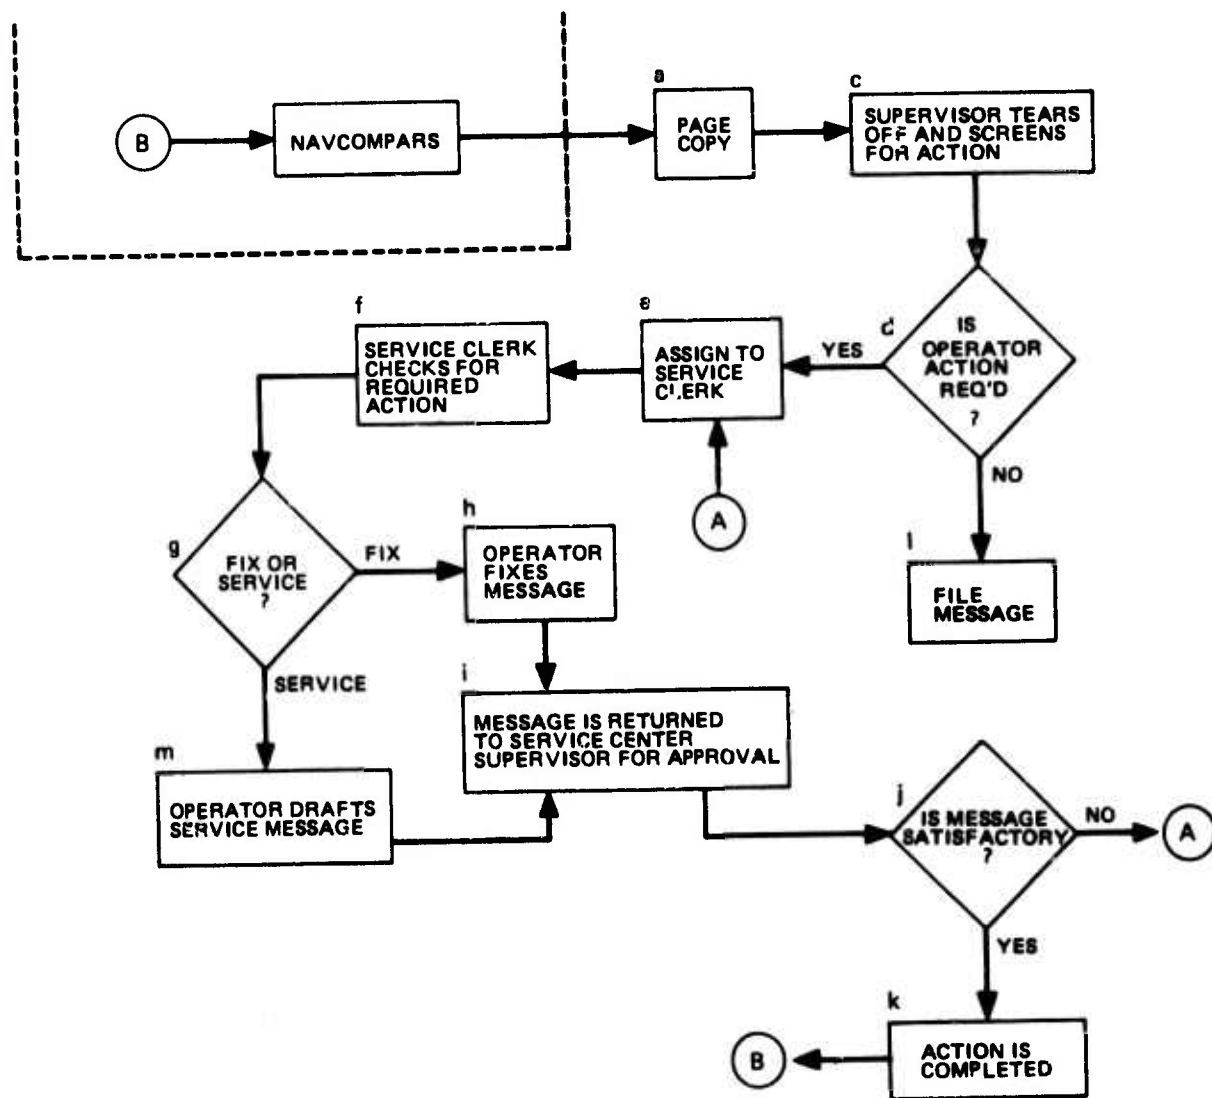 a
c
B
NAVCOMPARS
PAGE
COPY
SUPERVISOR TEARS
OFF AND SCREENS
FOR ACTION
f
e
d
SERVICE CLERK
CHECKS FOR
REQUIRED
ACTION
ASSIGN TO
SERVICE
CLERK
YES
IS
OPERATOR
ACTION
REQ'D
?
NO
A
g
FIX OR
SERVICE
?
FIX
h
OPERATOR
FIXES
MESSAGE
l
FILE
MESSAGE
SERVICE
i
MESSAGE IS RETURNED
TO SERVICE CENTER
SUPERVISOR FOR APPROVAL
m
OPERATOR DRAFTS
SERVICE MESSAGE
j
IS MESSAGE
SATISFACTORY
?
NO
A
YES
k
B
ACTION IS
COMPLETED